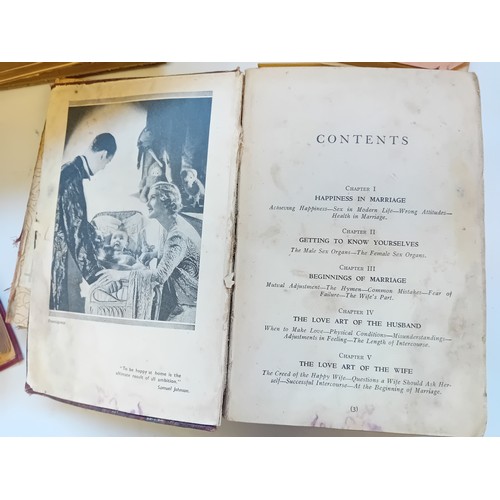 "To be happy at home is the
ultimate result of all ambition."
Samuel Johnson.
CONTENTS
Chapter I
HAPPINESS IN MARRIAGE
Achieving Happiness—Sex in Modern Life—Wrong Attitudes—
Health in Marriage.
Chapter II
GETTING TO KNOW YOURSELVES
The Male Sex Organs—The Female Sex Organs.
Chapter III
BEGINNINGS OF MARRIAGE
Mutual Adjustment—The Hymen—Common Mistakes—Fear of
Failure—The Wife's Part.
Chapter IV
THE LOVE ART OF THE HUSBAND
When to Make Love—Physical Conditions—Misunderstandings—
Adjustments in Feeling—The Length of Intercourse.
Chapter V
THE LOVE ART OF THE WIFE
The Creed of the Happy Wife—Questions a Wife Should Ask Her-
self—Successful Intercourse—At the Beginning of Marriage.